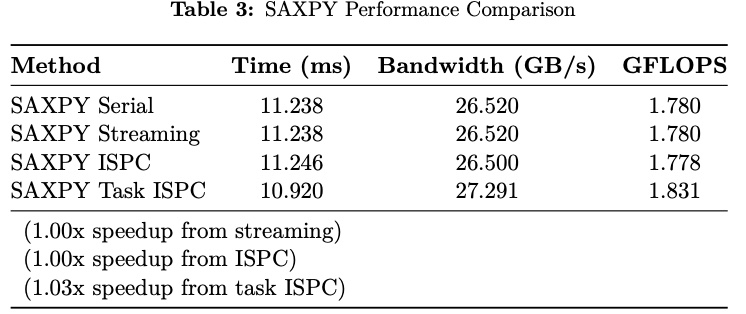 Table 3: SAXPY Performance Comparison
Method Time (ms) Bandwidth (GB/s) GFLOPS
SAXPY Serial 11.238 26.520 1.780
SAXPY Streaming 11.238 26.520 1.780
SAXPY ISPC 11.246 26.500 1.778
SAXPY Task ISPC 10.920 27.291 1.831
(1.00x speedup from streaming)
(1.00x speedup from ISPC)
(1.03x speedup from task ISPC)